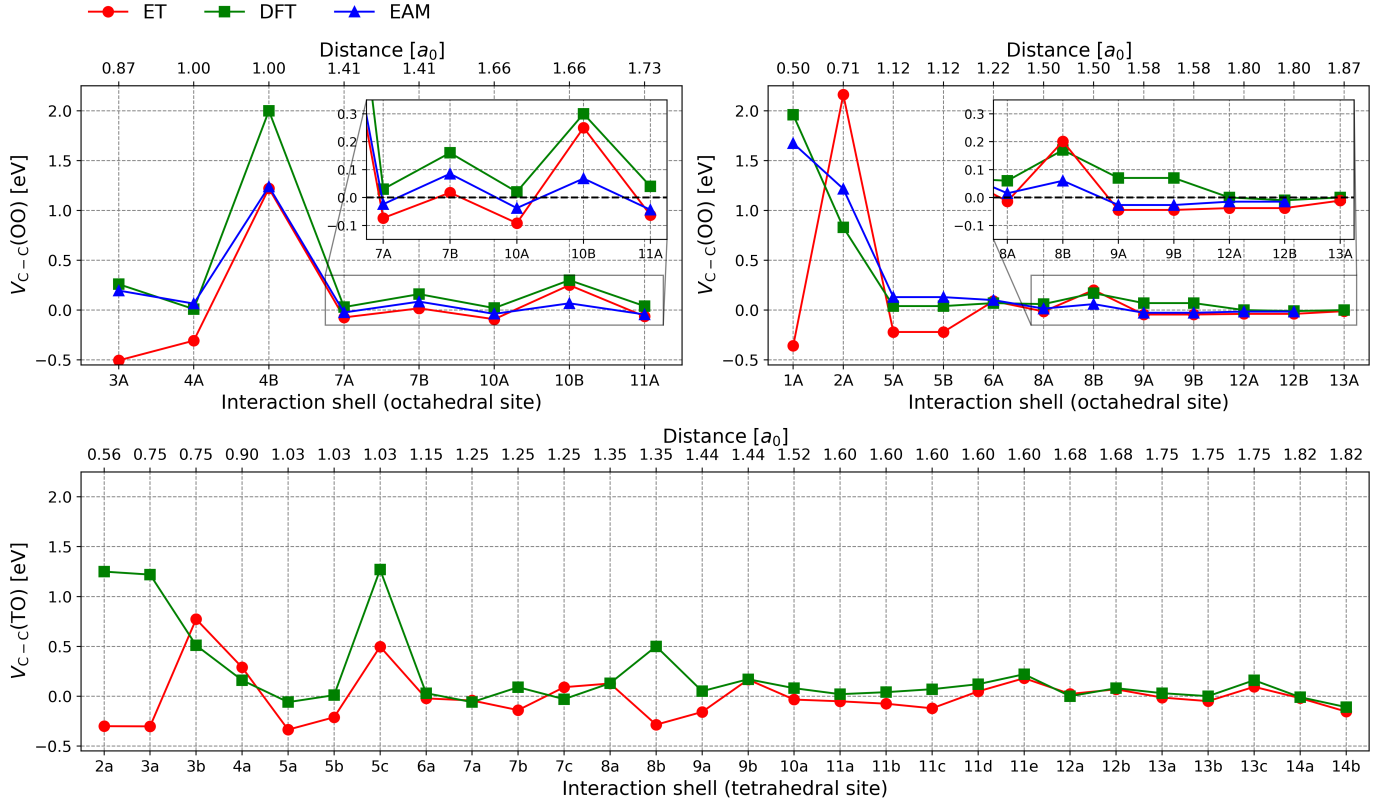 ET DFT EAM
Distance [a0]
0.87 1.00 1.00 1.41 1.41 1.66 1.66 1.73
2.0
1.5
1.0
0.5
0.0
−0.5
VC−C(OO) [eV]
0.3
0.2
0.1
0.0
−0.1
7A 7B 10A 10B 11A
3A 4A 4B 7A 7B 10A 10B 11A
Interaction shell (octahedral site)
Distance [a0]
0.50 0.71 1.12 1.12 1.22 1.50 1.50 1.58 1.58 1.80 1.80 1.87
2.0
1.5
1.0
0.5
0.0
−0.5
VC−C(OO) [eV]
0.3
0.2
0.1
0.0
−0.1
8A 8B 9A 9B 12A 12B 13A
1A 2A 5A 5B 6A 8A 8B 9A 9B 12A 12B 13A
Interaction shell (octahedral site)
Distance [a0]
0.56 0.75 0.75 0.90 1.03 1.03 1.03 1.15 1.25 1.25 1.25 1.35 1.35 1.44 1.44 1.52 1.60 1.60 1.60 1.60 1.60 1.68 1.68 1.75 1.75 1.75 1.82 1.82
2.0
1.5
1.0
0.5
0.0
−0.5
VC−C(TO) [eV]
2a 3a 3b 4a 5a 5b 5c 6a 7a 7b 7c 8a 8b 9a 9b 10a 11a 11b 11c 11d 11e 12a 12b 13a 13b 13c 14a 14b
Interaction shell (tetrahedral site)